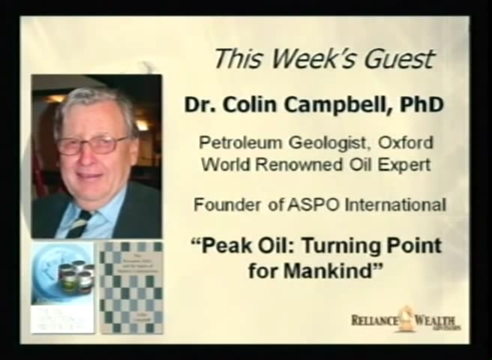 This Week's Guest
Dr. Colin Campbell, PhD
Petroleum Geologist, Oxford
World Renowned Oil Expert
Founder of ASPO International
“Peak Oil: Turning Point
for Mankind”
RELIANCE WEALTH
ADVISORS